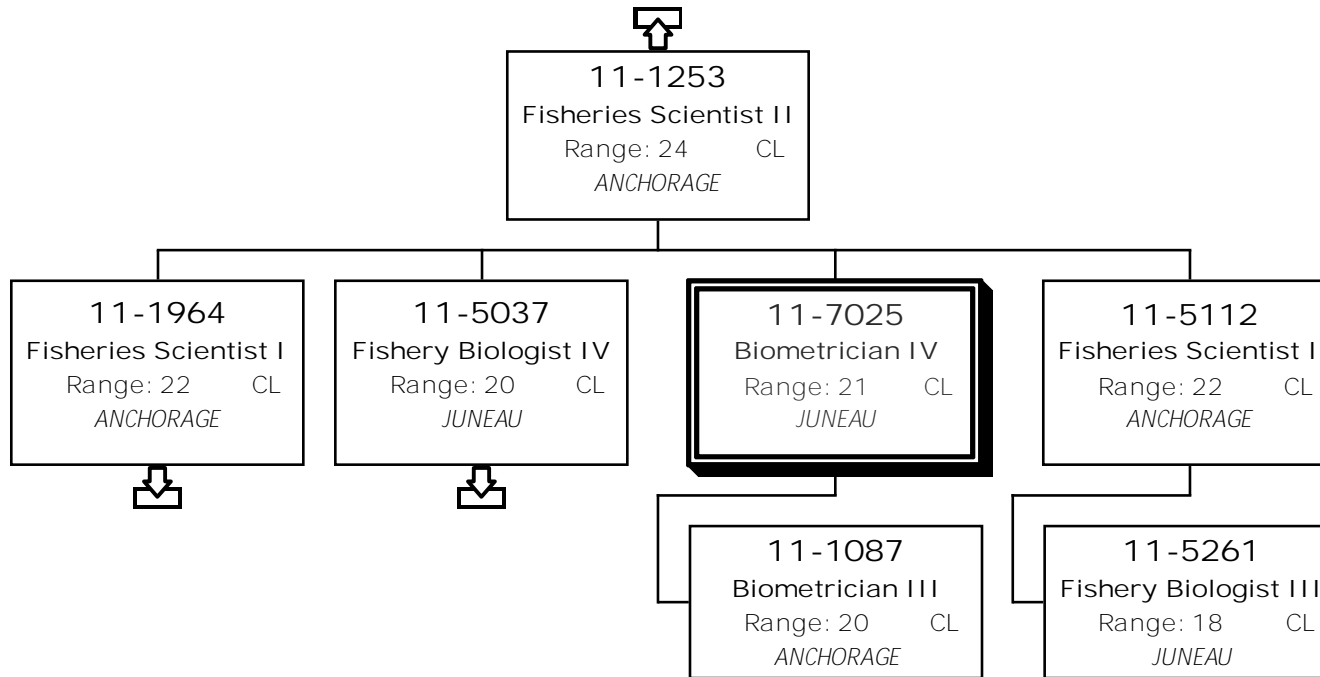 11-1253
Fisheries Scientist II
Range: 24 CL
ANCHORAGE
11-1964
Fisheries Scientist I
Range: 22 CL
ANCHORAGE
11-5037
Fishery Biologist IV
Range: 20 CL
JUNEAU
11-7025
Biometrician IV
Range: 21 CL
JUNEAU
11-5112
Fisheries Scientist I
Range: 22 CL
ANCHORAGE
11-1087
Biometrician III
Range: 20 CL
ANCHORAGE
11-5261
Fishery Biologist III
Range: 18 CL
JUNEAU